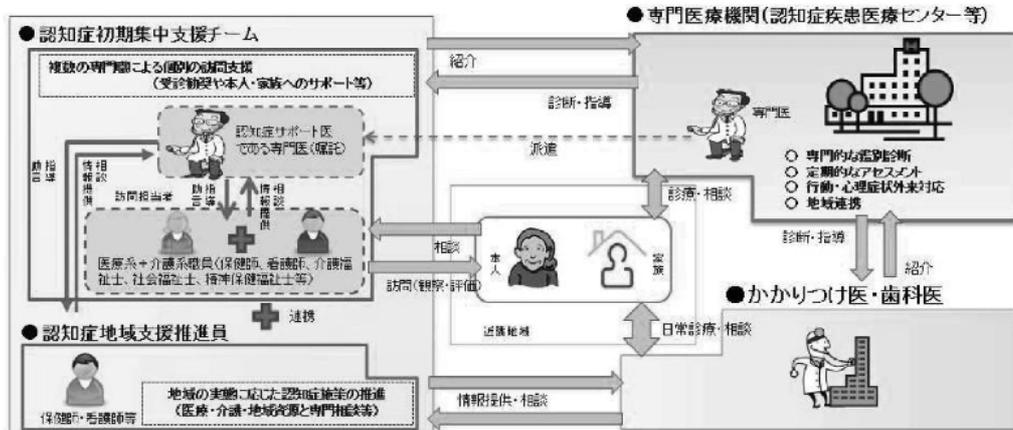 ●認知症初期集中支援チーム
複数の専門職による個別の訪問支援
(受診勧奨や本人・家族へのサポート等)
認知症サポート医
である専門医(嘱託)
指導
助言
相談
情報提供
訪問担当者
指導
助言
相談
情報提供
医療系+介護系職員(保健師、看護師、介護福
祉士、社会福祉士、精神保健福祉士等)
連携
●認知症地域支援推進員
保健師・看護師等
地域の実態に応じた認知症施策の推進
(医療・介護・地域資源と専門相談等)
紹介
診断・指導
派遣
相談
訪問(観察・評価)
本人
家族
近隣地域
診療・相談
日常診療・相談
情報提供・相談
●専門医療機関(認知症疾患医療センター等)
専門医
○ 専門的な鑑別診断
○ 定期的なアセスメント
○ 行動・心理症状外来対応
○ 地域連携
診断・指導
紹介
●かかりつけ医・歯科医